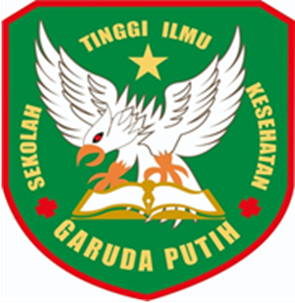 SEKOLAH TINGGI ILMU KESEHATAN
GARUDA PUTIH